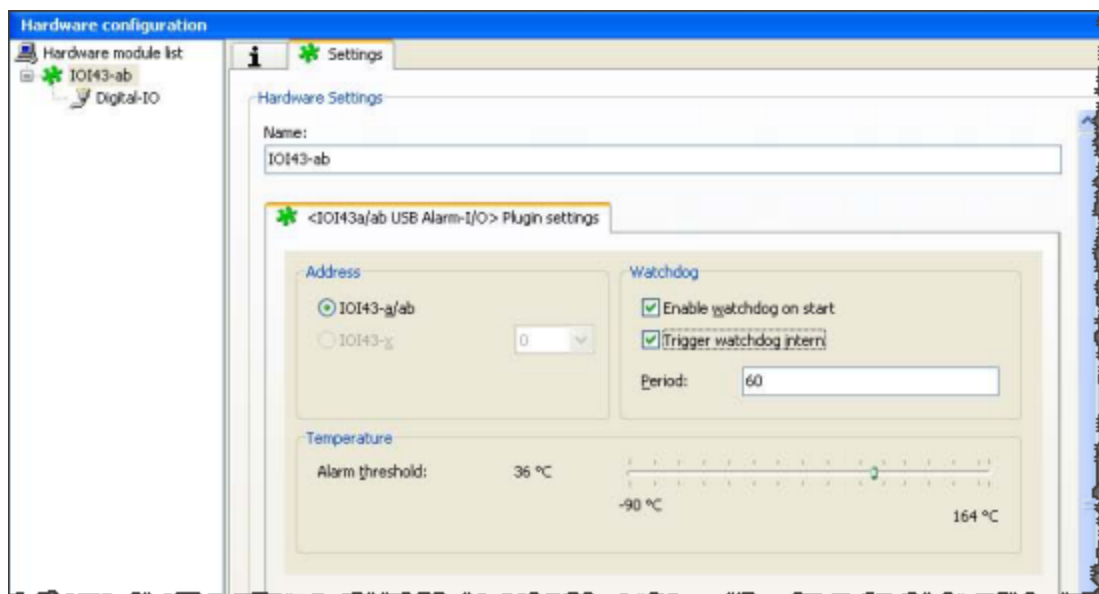 Hardware configuration
Hardware module list
IOI43-ab
Digital-IO
i
Settings
Hardware Settings
Name:
IOI43-ab
<IOI43a/ab USB Alarm-I/O> Plugin settings
Address
IOI43-a/ab
IOI43-x
0
Watchdog
Enable watchdog on start
Trigger watchdog intern
Period:
60
Temperature
Alarm threshold:
36 °C
-90 °C
164 °C